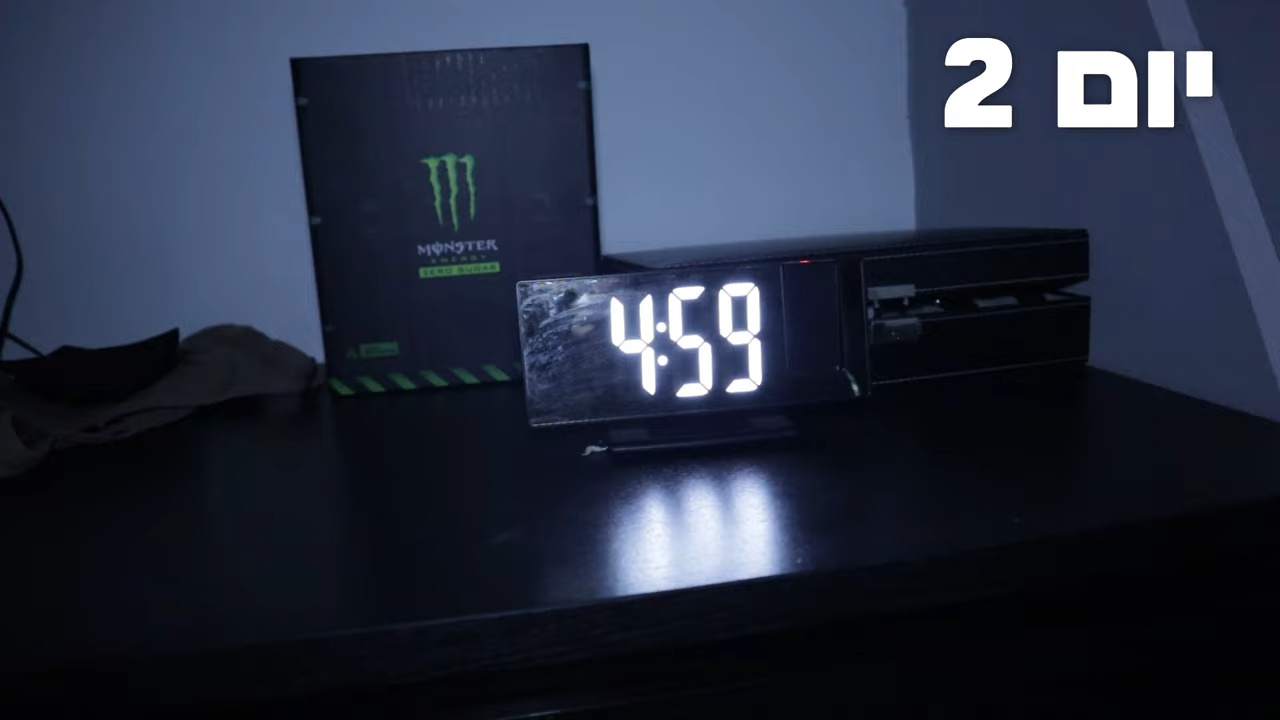 יום 2
MONSTER
ENERGY
ZERO SUGAR
4:59